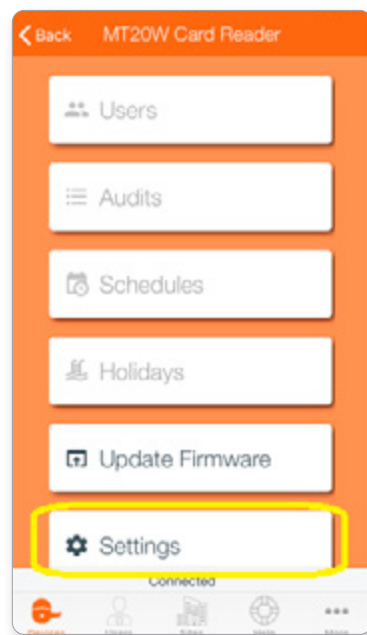 Back MT20W Card Reader
Users
Audits
Schedules
Holidays
Update Firmware
Settings
Connected
Devices Users Sites Help More